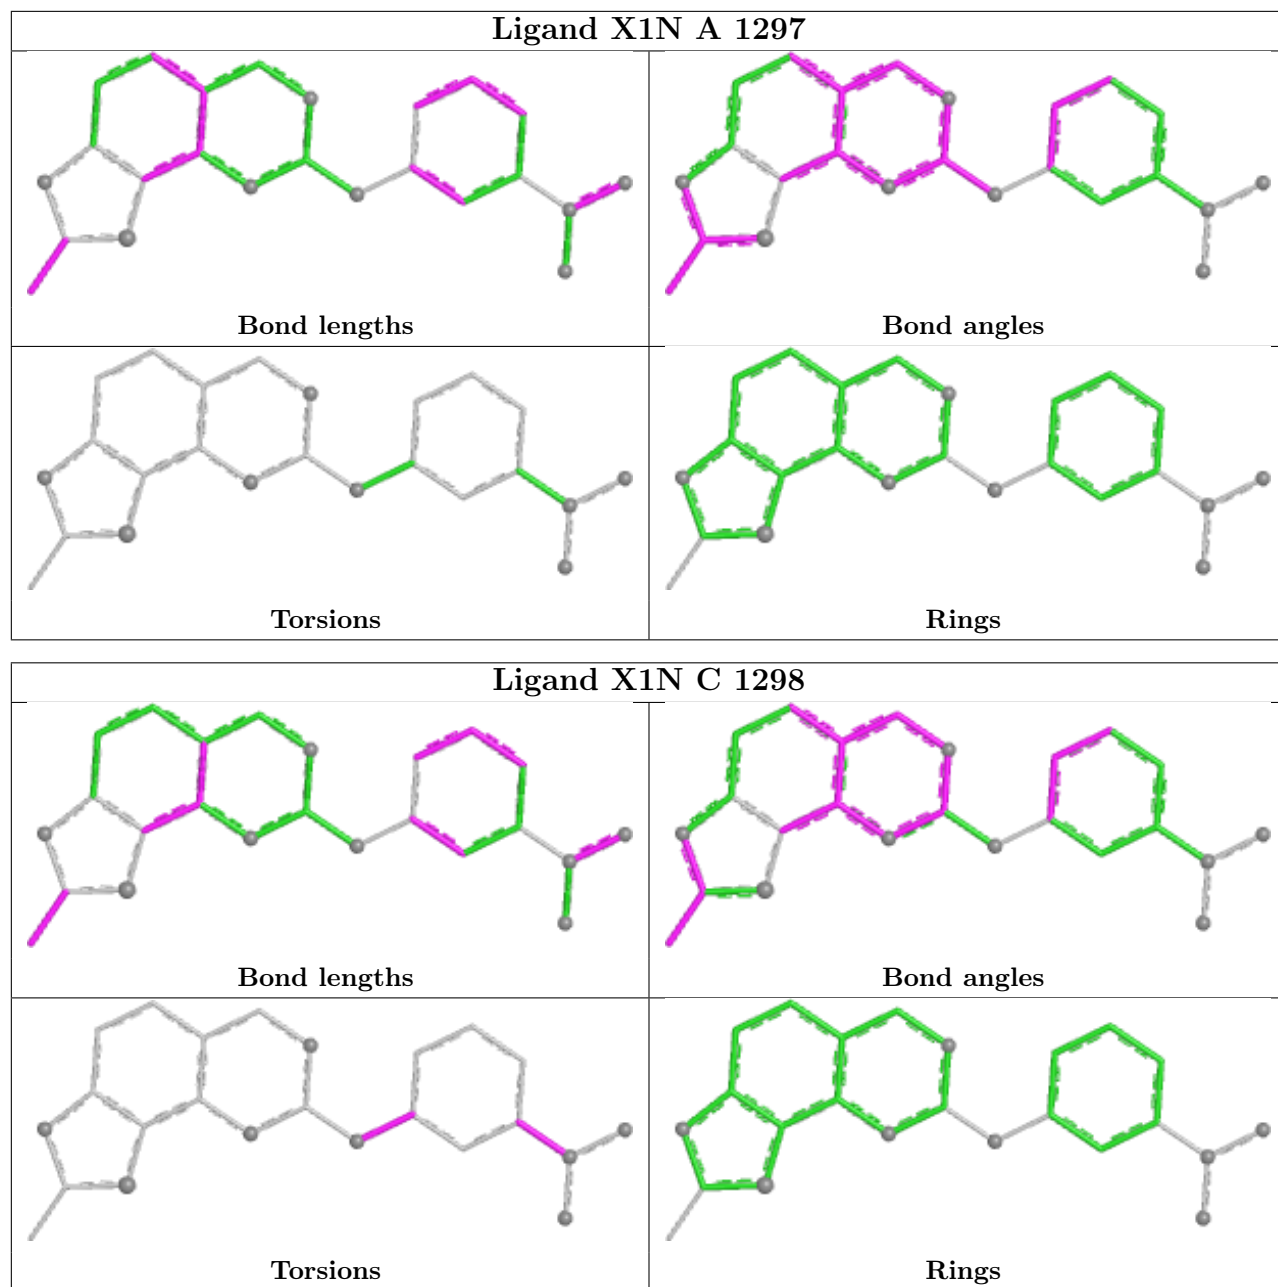 Ligand X1N A 1297
Bond lengths
Bond angles
Torsions
Rings
Ligand X1N C 1298
Bond lengths
Bond angles
Torsions
Rings